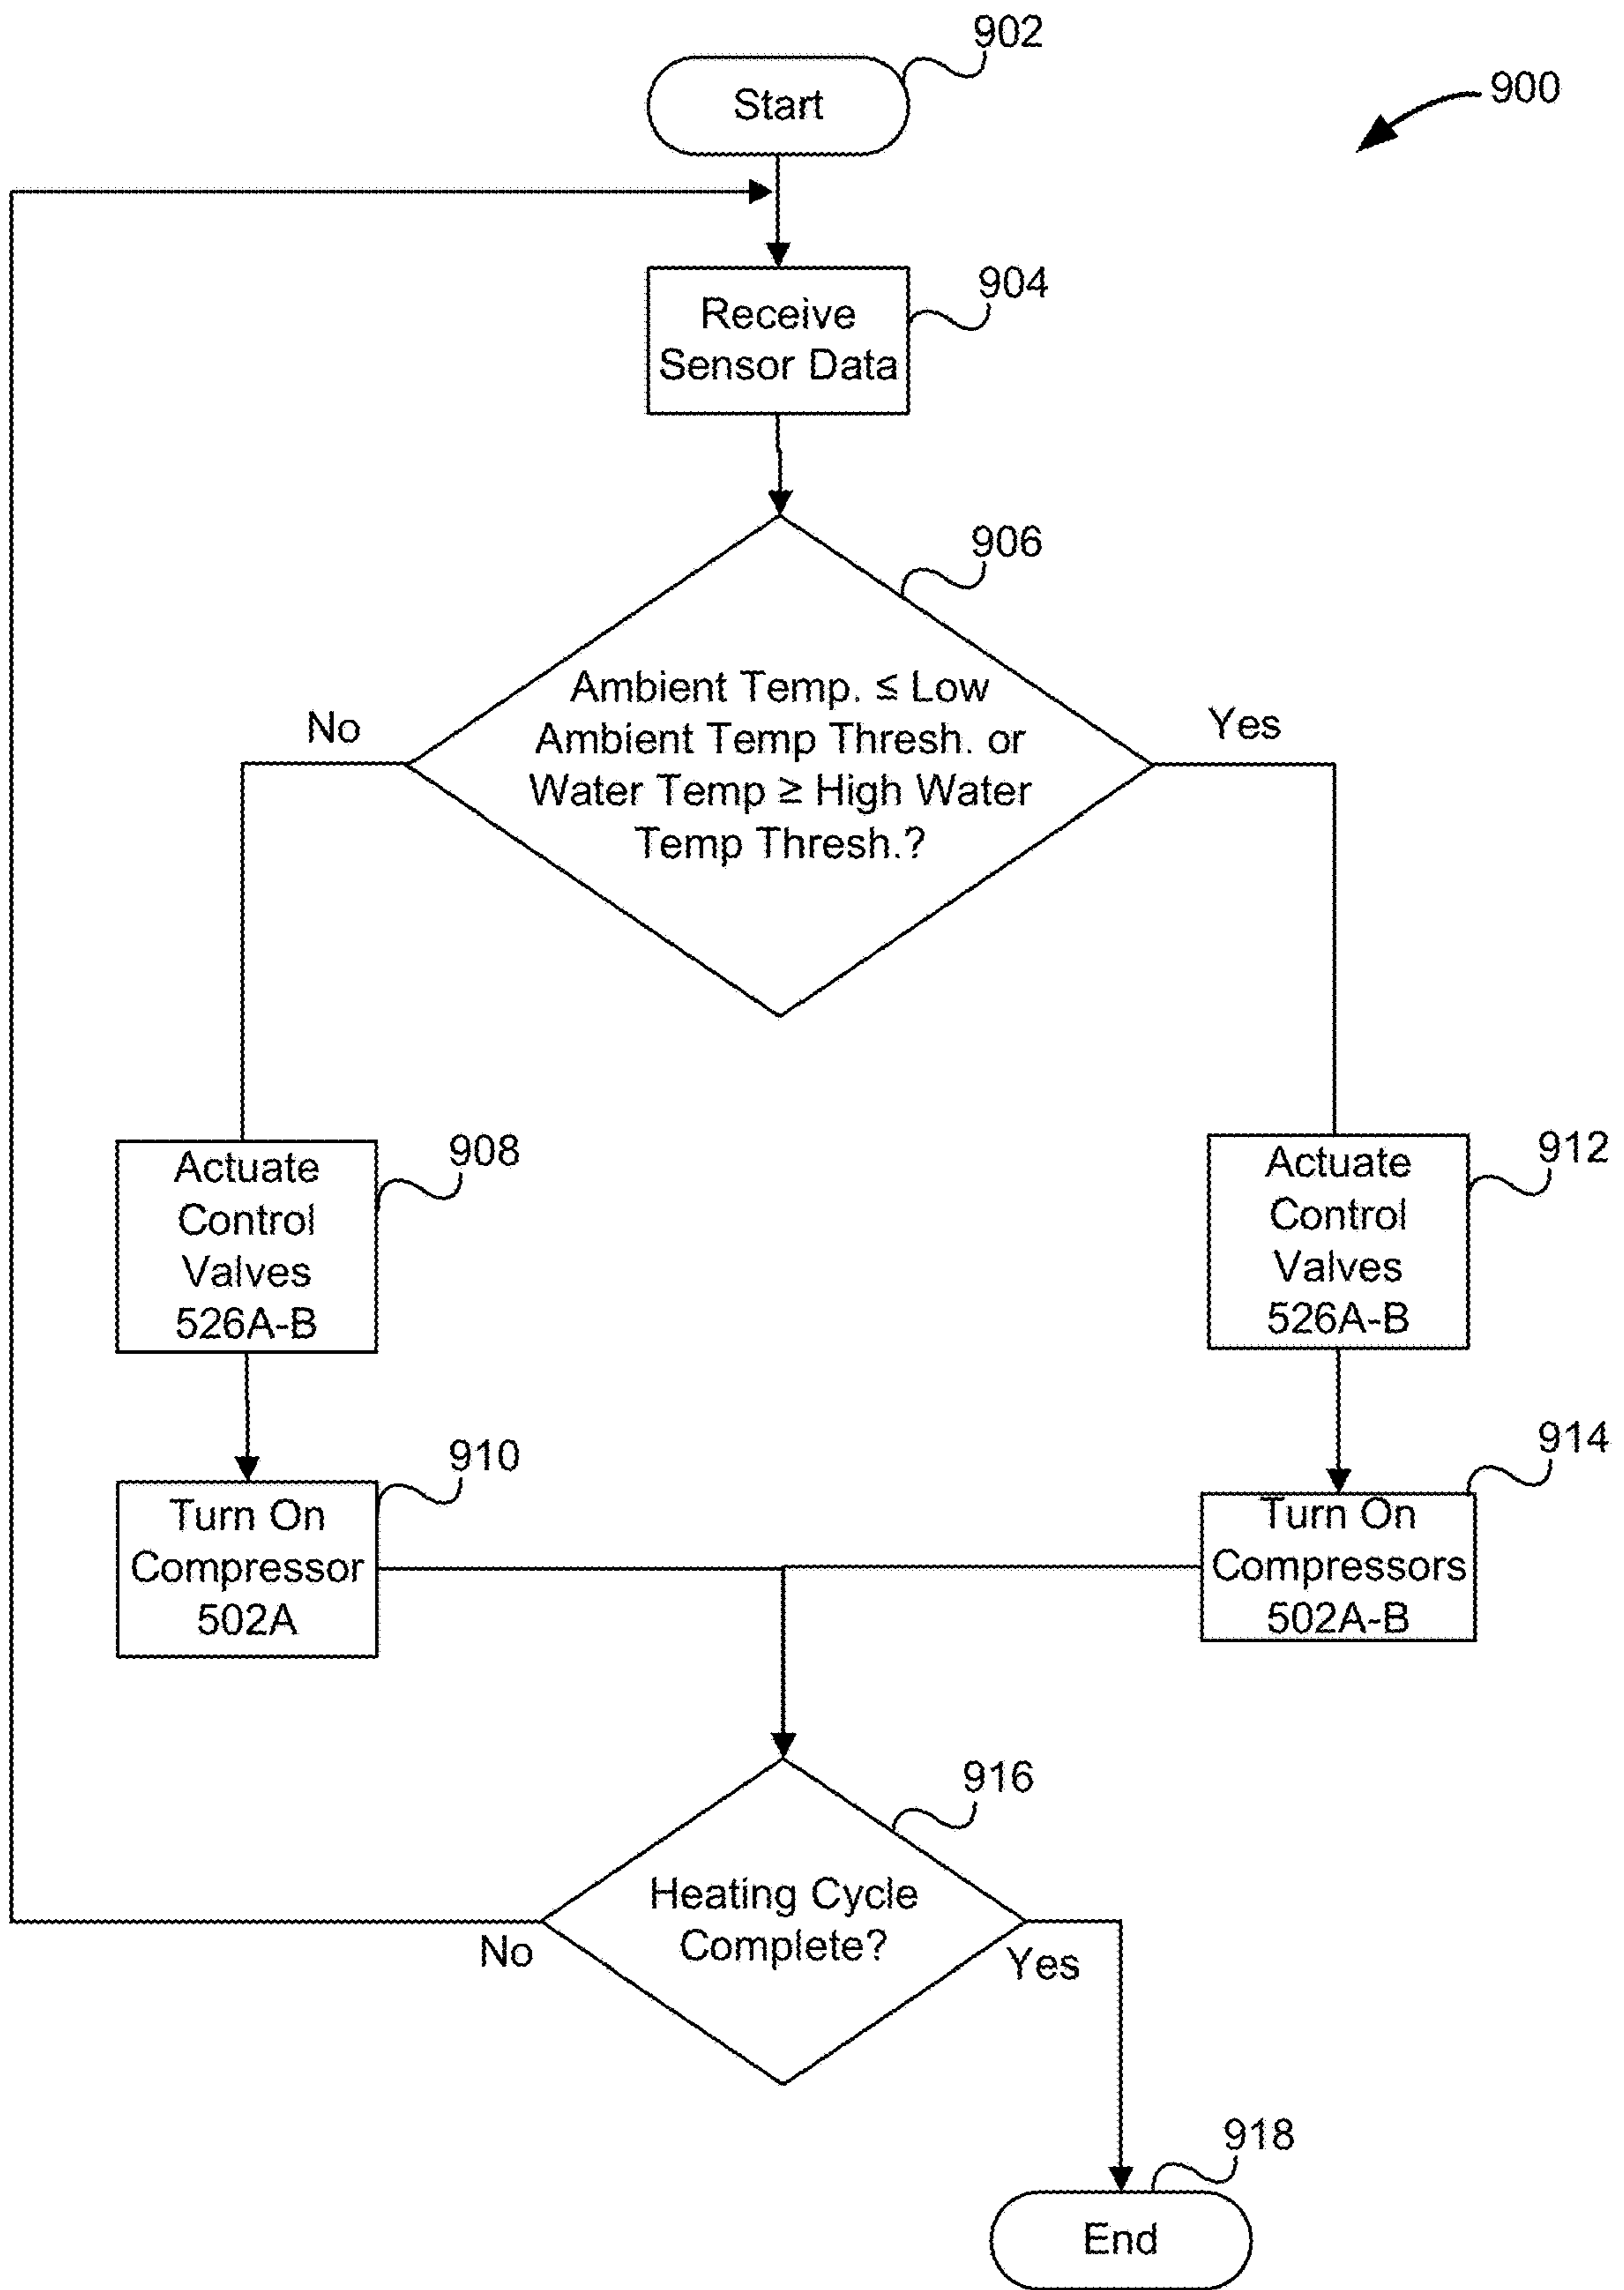 902
Start
900
904
Receive
Sensor Data
906
Ambient Temp. ≤ Low
Ambient Temp Thresh. or
Water Temp ≥ High Water
Temp Thresh.?
No
Yes
908
Actuate
Control
Valves
526A-B
912
Actuate
Control
Valves
526A-B
910
Turn On
Compressor
502A
914
Turn On
Compressors
502A-B
916
Heating Cycle
Complete?
No
Yes
918
End